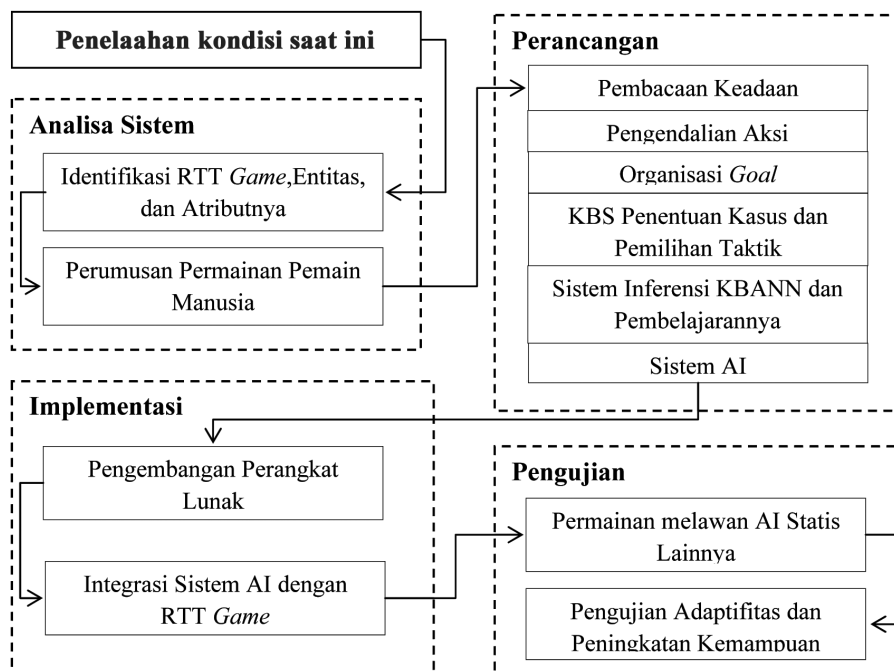 Penelaahan kondisi saat ini
Analisa Sistem
Identifikasi RTT Game,Entitas,
dan Atributnya
Perumusan Permainan Pemain
Manusia
Perancangan
Pembacaan Keadaan
Pengendalian Aksi
Organisasi Goal
KBS Penentuan Kasus dan
Pemilihan Taktik
Sistem Inferensi KBANN dan
Pembelajarannya
Sistem AI
Implementasi
Pengembangan Perangkat
Lunak
Integrasi Sistem AI dengan
RTT Game
Pengujian
Permainan melawan AI Statis
Lainnya
Pengujian Adaptifitas dan
Peningkatan Kemampuan